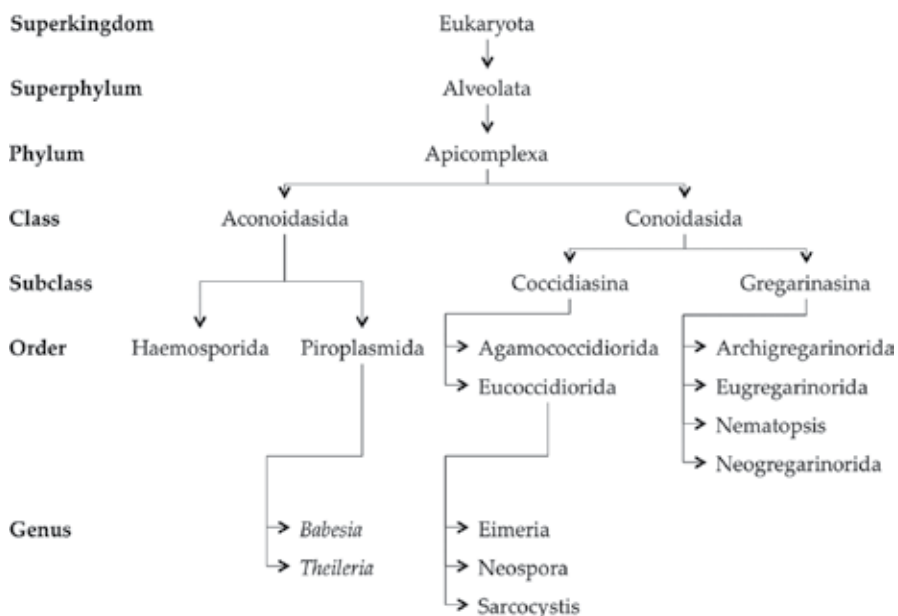 Superkingdom Eukaryota
Superphylum Alveolata
Phylum Apicomplexa
Class Aconoidasida Conoidasida
Subclass Coccidiasina Gregarinasina
Order Haemosporida Piroplasmida Agamococcidiorida Archigregarinorida
Eucoccidiorida Eugregarinorida
Nematopsis
Neogregarinorida
Genus Babesia Eimeria
Theileria Neospora
Sarcocystis